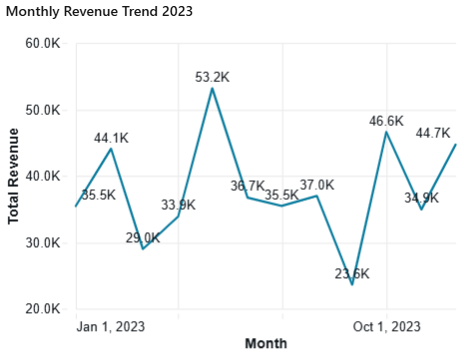 Monthly Revenue Trend 2023
60.0K
50.0K
40.0K
30.0K
20.0K
Total Revenue
35.5K
44.1K
29.0K
33.9K
53.2K
36.7K
35.5K
37.0K
23.6K
46.6K
34.9K
44.7K
Jan 1, 2023
Oct 1, 2023
Month